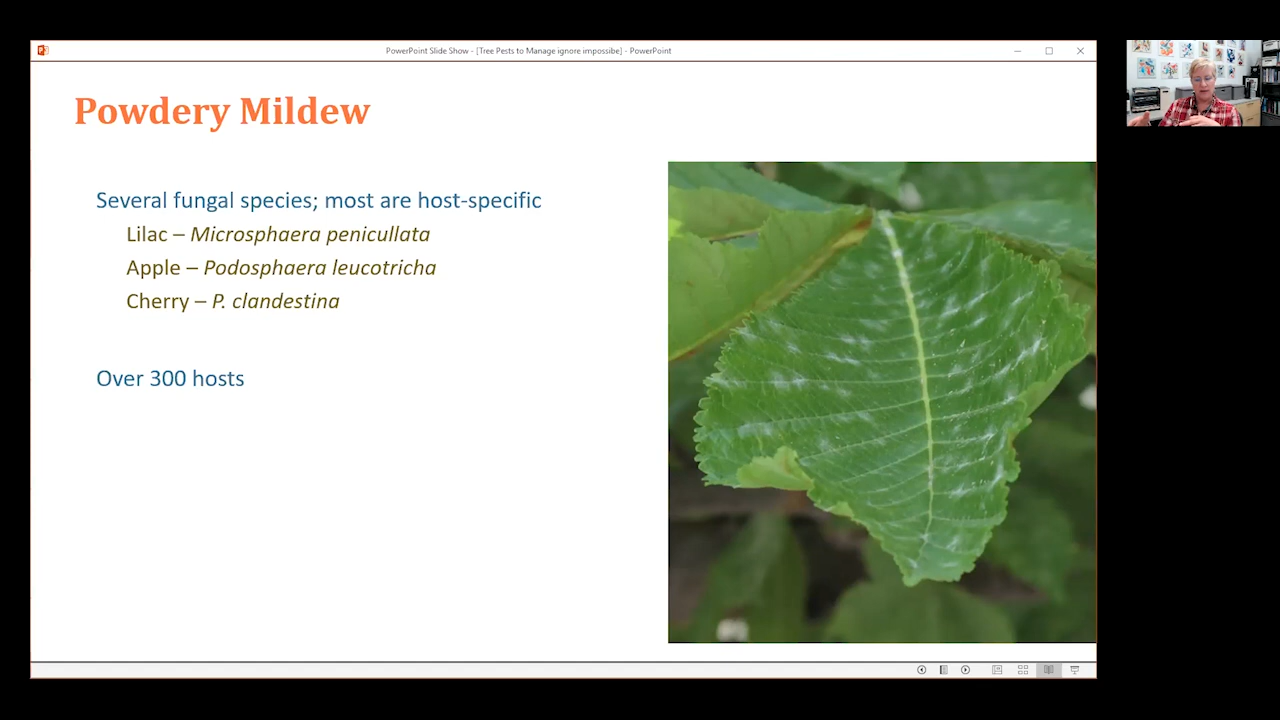 PowerPoint Slide Show - [Tree Pests to Manage ignore impossibe] - PowerPoint
Powdery Mildew
Several fungal species; most are host-specific
Lilac – Microsphaera penicullata
Apple – Podosphaera leucotricha
Cherry – P. clandestina
Over 300 hosts